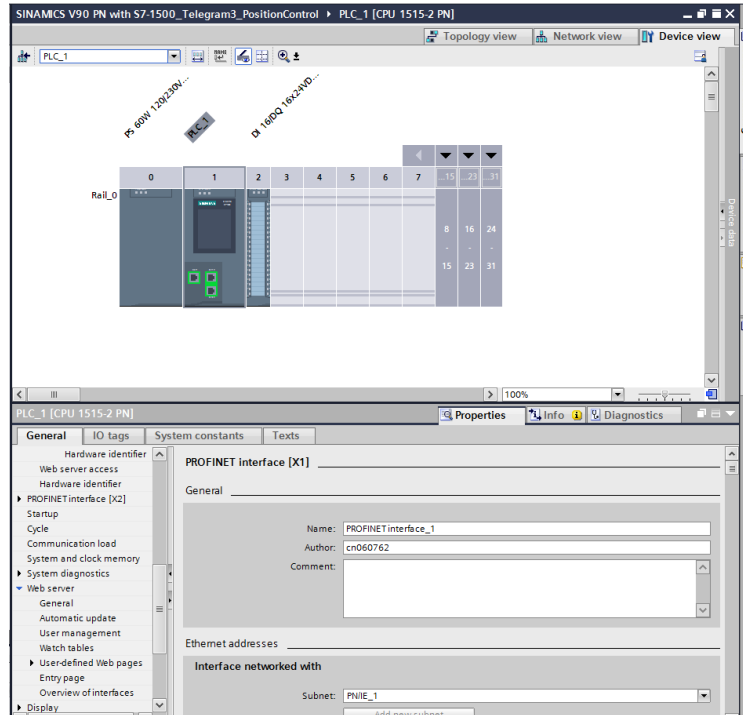 SINAMICS V90 PN with S7-1500_Telegram3_PositionControl ▸ PLC_1 [CPU 1515-2 PN]
Topology view Network view Device view
PLC_1
PS 60W 120/230V...
PLC_1
DI 16/DQ 16x24VD...
0 1 2 3 4 5 6 7 ...15 ...23 ...31
Rail_0
8 16 24
- - -
15 23 31
Device data
100%
PLC_1 [CPU 1515-2 PN]
Properties Info Diagnostics
General IO tags System constants Texts
Hardware identifier
Web server access
Hardware identifier
PROFINET interface [X2]
Startup
Cycle
Communication load
System and clock memory
System diagnostics
Web server
General
Automatic update
User management
Watch tables
User-defined Web pages
Entry page
Overview of interfaces
Display
PROFINET interface [X1]
General
Name: PROFINET interface_1
Author: cn060762
Comment:
Ethernet addresses
Interface networked with
Subnet: PN/IE_1
Add new subnet